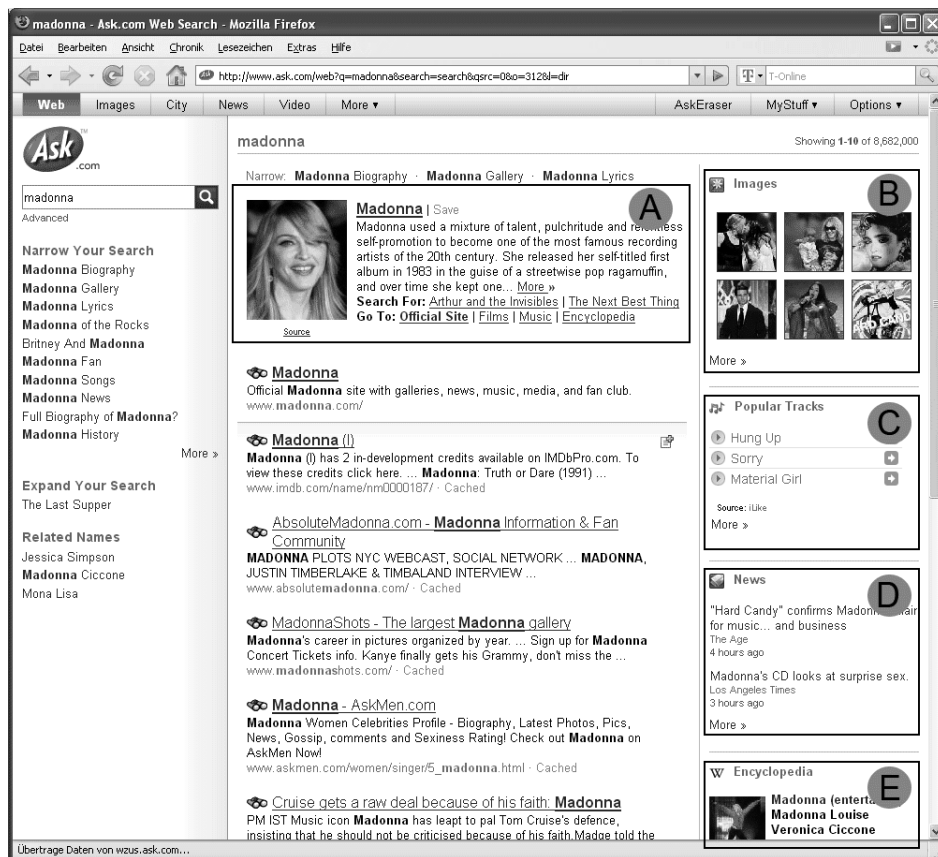 madonna - Ask.com Web Search - Mozilla Firefox
Datei Bearbeiten Ansicht Chronik Lesezeichen Extras Hilfe
http://www.ask.com/web?q=madonna&search=search&qsrc=0&o=312&l=dir
T-Online
Web Images City News Video More ▾ AskEraser MyStuff ▾ Options ▾
Ask.com™
madonna
Advanced
Narrow Your Search
Madonna Biography
Madonna Gallery
Madonna Lyrics
Madonna of the Rocks
Britney And Madonna
Madonna Fan
Madonna Songs
Madonna News
Full Biography of Madonna?
Madonna History
More »
Expand Your Search
The Last Supper
Related Names
Jessica Simpson
Madonna Ciccone
Mona Lisa
madonna
Showing 1-10 of 8,682,000
Narrow: Madonna Biography · Madonna Gallery · Madonna Lyrics
A
Madonna | Save
Madonna used a mixture of talent, pulchritude and relentless
self-promotion to become one of the most famous recording
artists of the 20th century. She released her self-titled first
album in 1983 in the guise of a streetwise pop ragamuffin,
and over time she kept one... More »
Search For: Arthur and the Invisibles | The Next Best Thing
Go To: Official Site | Films | Music | Encyclopedia
Source
Madonna
Official Madonna site with galleries, news, music, media, and fan club.
www.madonna.com/
Madonna (I)
Madonna (I) has 2 in-development credits available on IMDbPro.com. To
view these credits click here. ... Madonna: Truth or Dare (1991) ...
www.imdb.com/name/nm0000187/ · Cached
AbsoluteMadonna.com - Madonna Information & Fan
Community
MADONNA PLOTS NYC WEBCAST, SOCIAL NETWORK ... MADONNA,
JUSTIN TIMBERLAKE & TIMBALAND INTERVIEW ...
www.absolutemadonna.com/ · Cached
MadonnaShots - The largest Madonna gallery
Madonna's career in pictures organized by year. ... Sign up for Madonna
Concert Tickets info. Kanye finally gets his Grammy, don't miss the ...
www.madonnashots.com/ · Cached
Madonna - AskMen.com
Madonna Women Celebrities Profile - Biography, Latest Photos, Pics,
News, Gossip, comments and Sexiness Rating! Check out Madonna on
AskMen Now!
www.askmen.com/women/singer/5_madonna.html · Cached
Cruise gets a raw deal because of his faith: Madonna
PM IST Music icon Madonna has leapt to pal Tom Cruise's defence,
insisting that he should not be criticised because of his faith.Madge told the
Images
B
ARD CAND
More »
Popular Tracks
C
Hung Up
Sorry
Material Girl
Source: iLike
More »
News
D
"Hard Candy" confirms Madonna's flair
for music... and business
The Age
4 hours ago
Madonna's CD looks at surprise sex.
Los Angeles Times
3 hours ago
More »
W Encyclopedia
E
Madonna (enterta
Madonna Louise
Veronica Ciccone
Übertrage Daten von wzus.ask.com...